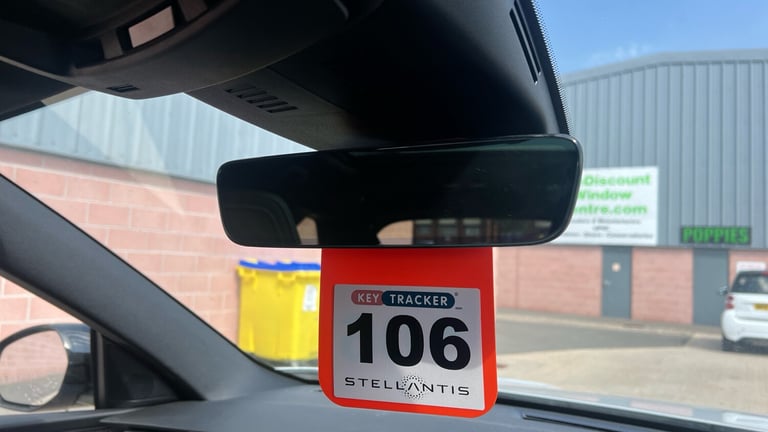 Discount
Window
entre.com
POPPIES
KEY TRACKER
106
STELLANTIS